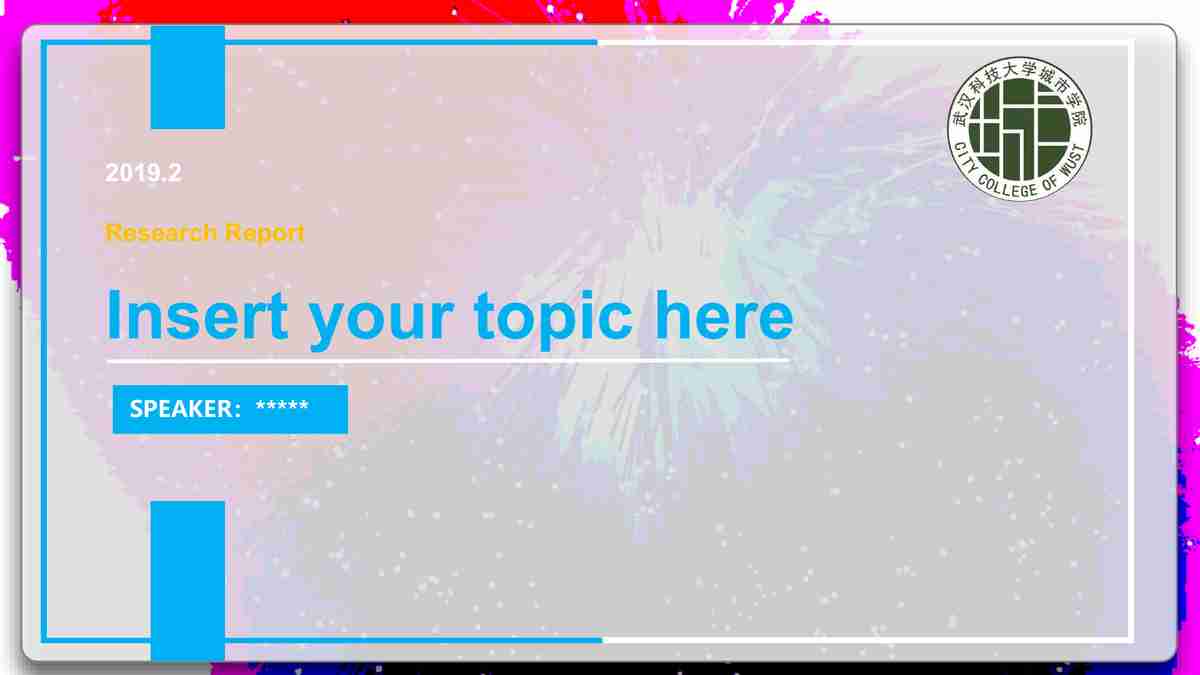 武汉科技大学城市学院
CITY COLLEGE OF WUST
2019.2
Research Report
Insert your topic here
SPEAKER： *****